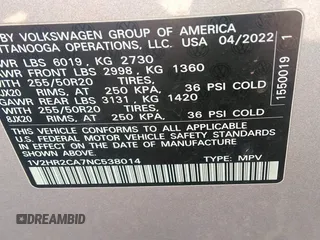 BY VOLKSWAGEN GROUP OF AMERICA
TTANOOGA OPERATIONS, LLC. USA 04/2022
WR LBS 6019, KG 2730
WR FRONT LBS 2998, KG 1360
WITH 255/50R20 TIRES,
8JX20 RIMS, AT 250 KPA, 36 PSI COLD
GAWR REAR LBS 3131, KG 1420
WITH 255/50R20 TIRES,
8JX20 RIMS, AT 250 KPA, 36 PSI COLD
THIS VEHICLE CONFORMS TO ALL APPLICABLE
U.S. FEDERAL MOTOR VEHICLE SAFETY
STANDARDS IN EFFECT ON THE DATE
OF MANUFACTURE SHOWN ABOVE.
1V2HR2CA7NC538014 TYPE: MPV
1550019 1